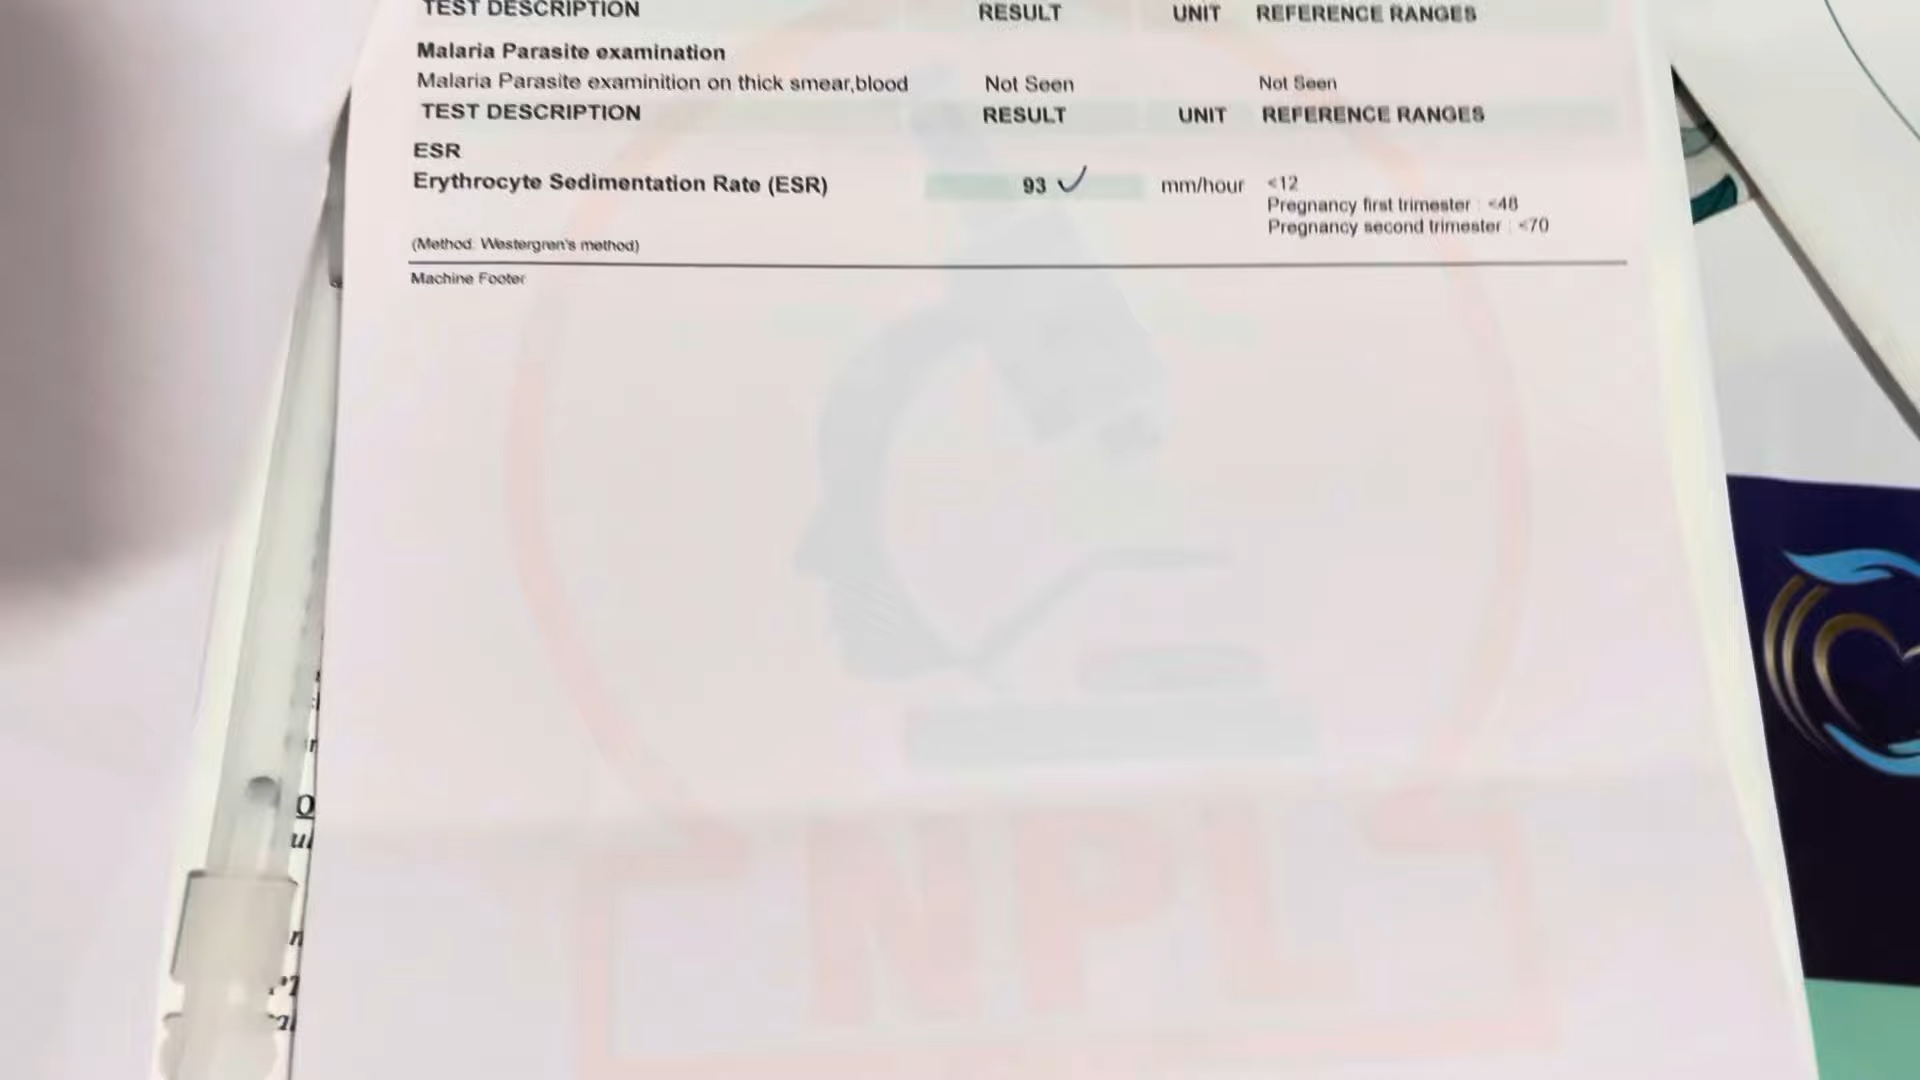 TEST DESCRIPTION RESULT UNIT REFERENCE RANGES
Malaria Parasite examination
Malaria Parasite examinition on thick smear,blood Not Seen Not Seen
TEST DESCRIPTION RESULT UNIT REFERENCE RANGES
ESR
Erythrocyte Sedimentation Rate (ESR) 93 ✓ mm/hour <12
Pregnancy first trimester : <48
Pregnancy second trimester : <70
(Method: Westergren's method)
Machine Footer
NPL